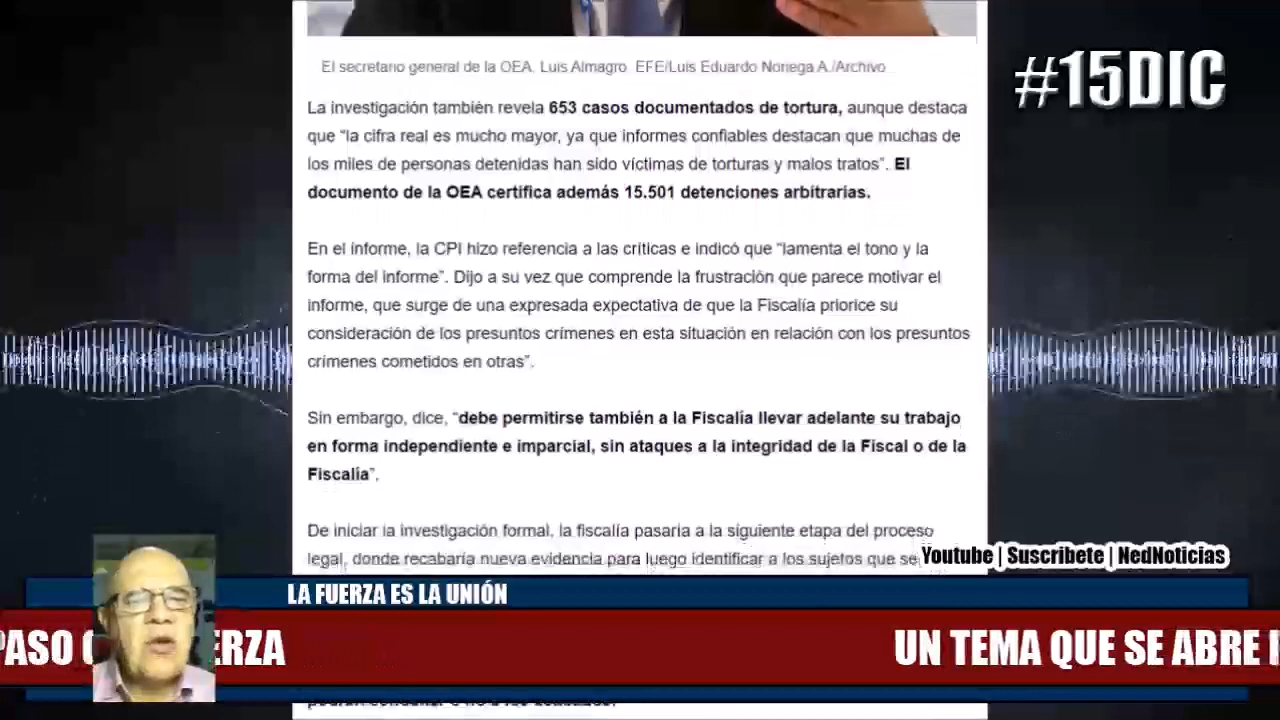 #15DIC
El secretario general de la OEA, Luis Almagro EFE/Luis Eduardo Noriega A./Archivo
La investigación también revela 653 casos documentados de tortura, aunque destaca
que “la cifra real es mucho mayor, ya que informes confiables destacan que muchas de
los miles de personas detenidas han sido víctimas de torturas y malos tratos”. El
documento de la OEA certifica además 15.501 detenciones arbitrarias.
En el informe, la CPI hizo referencia a las críticas e indicó que “lamenta el tono y la
forma del informe”. Dijo a su vez que comprende la frustración que parece motivar el
informe, que surge de una expresada expectativa de que la Fiscalía priorice su
consideración de los presuntos crímenes en esta situación en relación con los presuntos
crímenes cometidos en otras”.
Sin embargo, dice, “debe permitirse también a la Fiscalía llevar adelante su trabajo
en forma independiente e imparcial, sin ataques a la integridad de la Fiscal o de la
Fiscalía”.
De iniciar la investigación formal, la fiscalía pasaría a la siguiente etapa del proceso
legal, donde recabaría nueva evidencia para luego identificar a los sujetos que se
Youtube | Suscribete | NedNoticias
LA FUERZA ES LA UNIÓN
PASO
ERZA
UN TEMA QUE SE ABRE